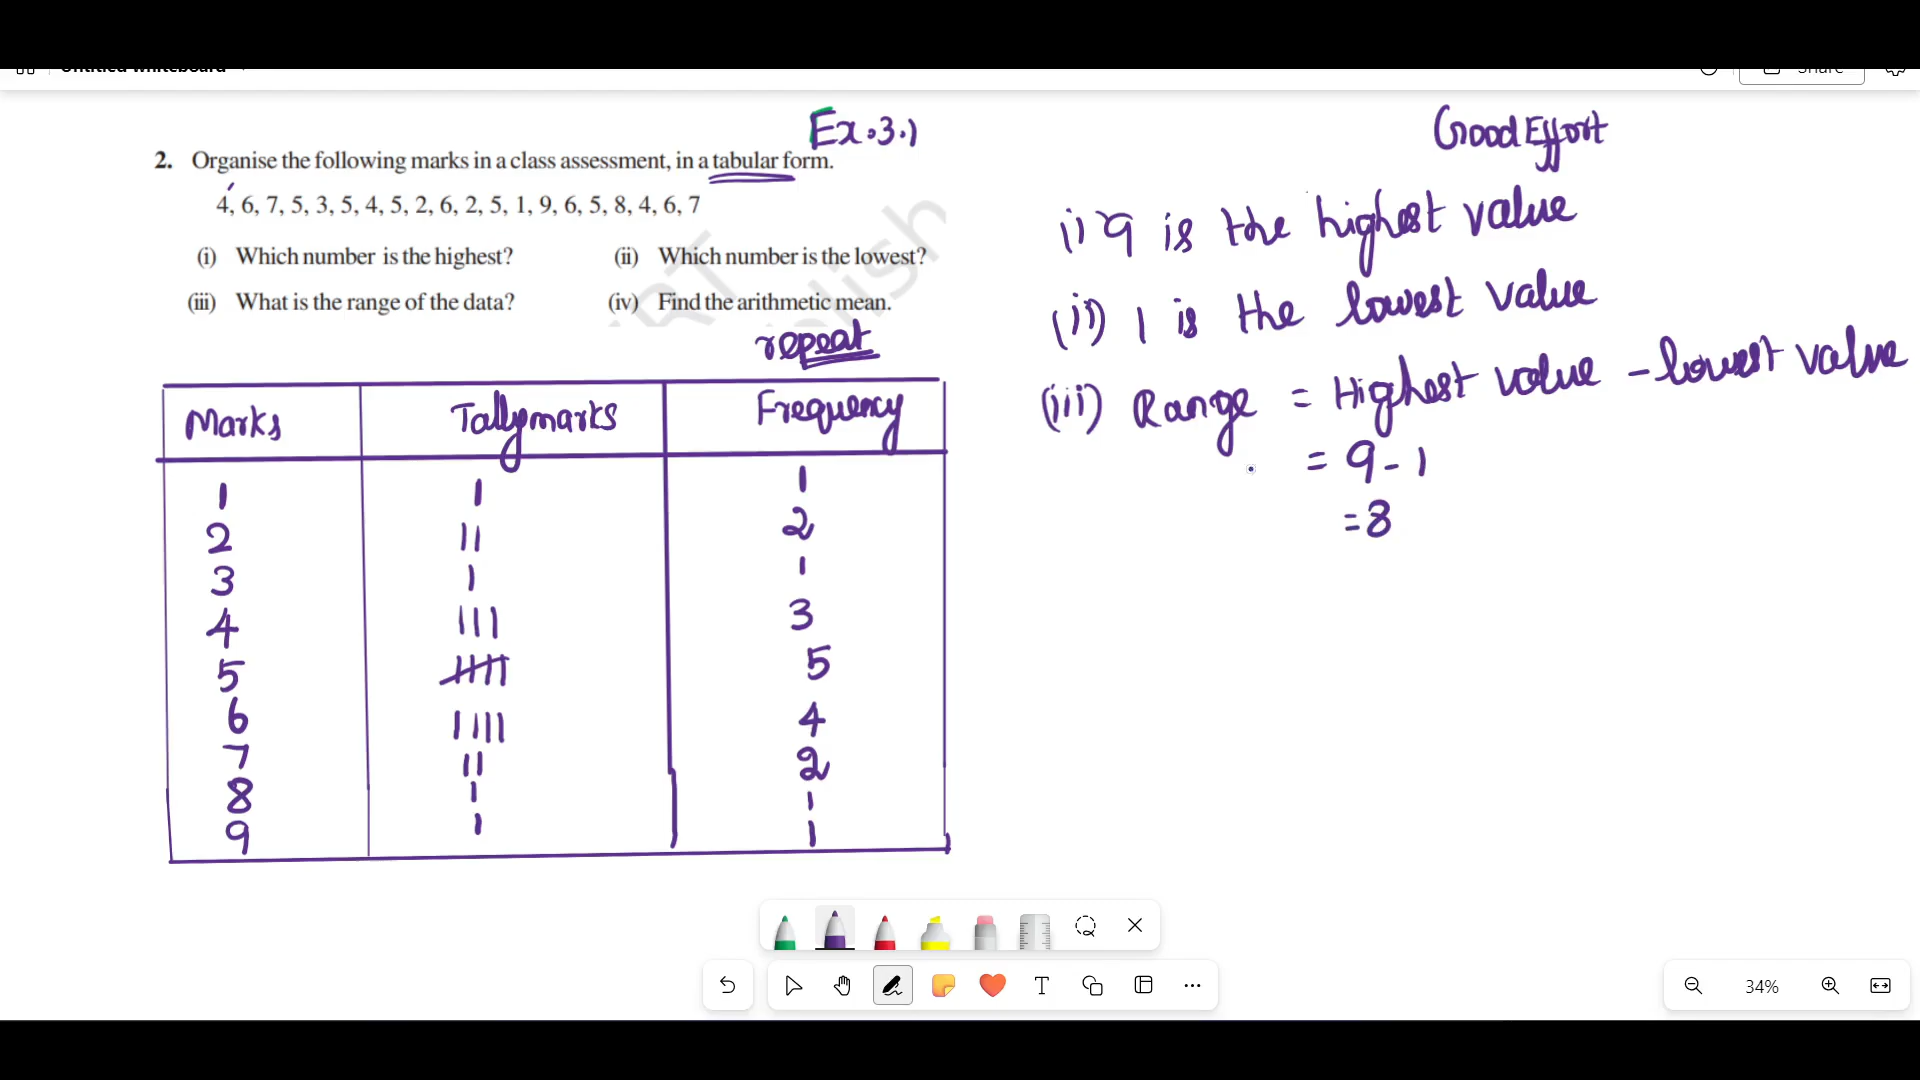 Untitled whiteboard
Share
Ex.3.1
2. Organise the following marks in a class assessment, in a tabular form.
4, 6, 7, 5, 3, 5, 4, 5, 2, 6, 2, 5, 1, 9, 6, 5, 8, 4, 6, 7
(i) Which number is the highest? (ii) Which number is the lowest?
(iii) What is the range of the data? (iv) Find the arithmetic mean.
repeat
Marks Tallymarks Frequency
1 | 1
2 || 2
3 | 1
4 ||| 3
5 |||| 5
6 |||| 4
7 || 2
8 | 1
9 | 1
Good Effort
i) 9 is the highest value
(ii) 1 is the lowest value
(iii) Range = Highest value - lowest value
= 9 - 1
= 8
34%